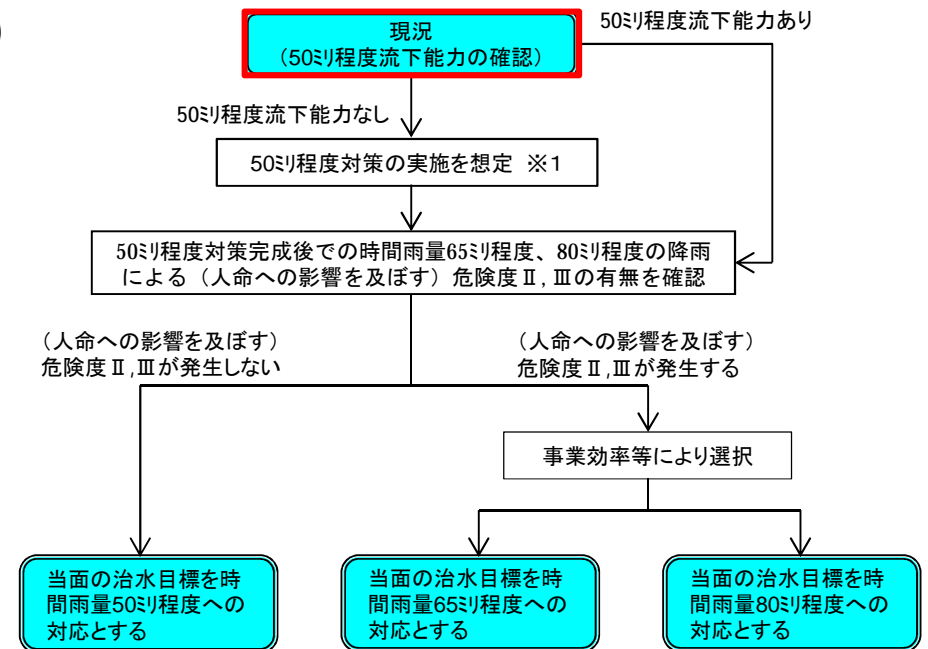 ）
50ﾐﾘ程度流下能力あり
現況
（50ﾐﾘ程度流下能力の確認）
50ﾐﾘ程度流下能力なし
50ﾐﾘ程度対策の実施を想定 ※1
50ﾐﾘ程度対策完成後での時間雨量65ﾐﾘ程度、80ﾐﾘ程度の降雨
による（人命への影響を及ぼす）危険度Ⅱ,Ⅲの有無を確認
（人命への影響を及ぼす）
危険度Ⅱ,Ⅲが発生しない
（人命への影響を及ぼす）
危険度Ⅱ,Ⅲが発生する
事業効率等により選択
当面の治水目標を時
間雨量50ﾐﾘ程度への
対応とする
当面の治水目標を時
間雨量65ﾐﾘ程度への
対応とする
当面の治水目標を時
間雨量80ﾐﾘ程度への
対応とする